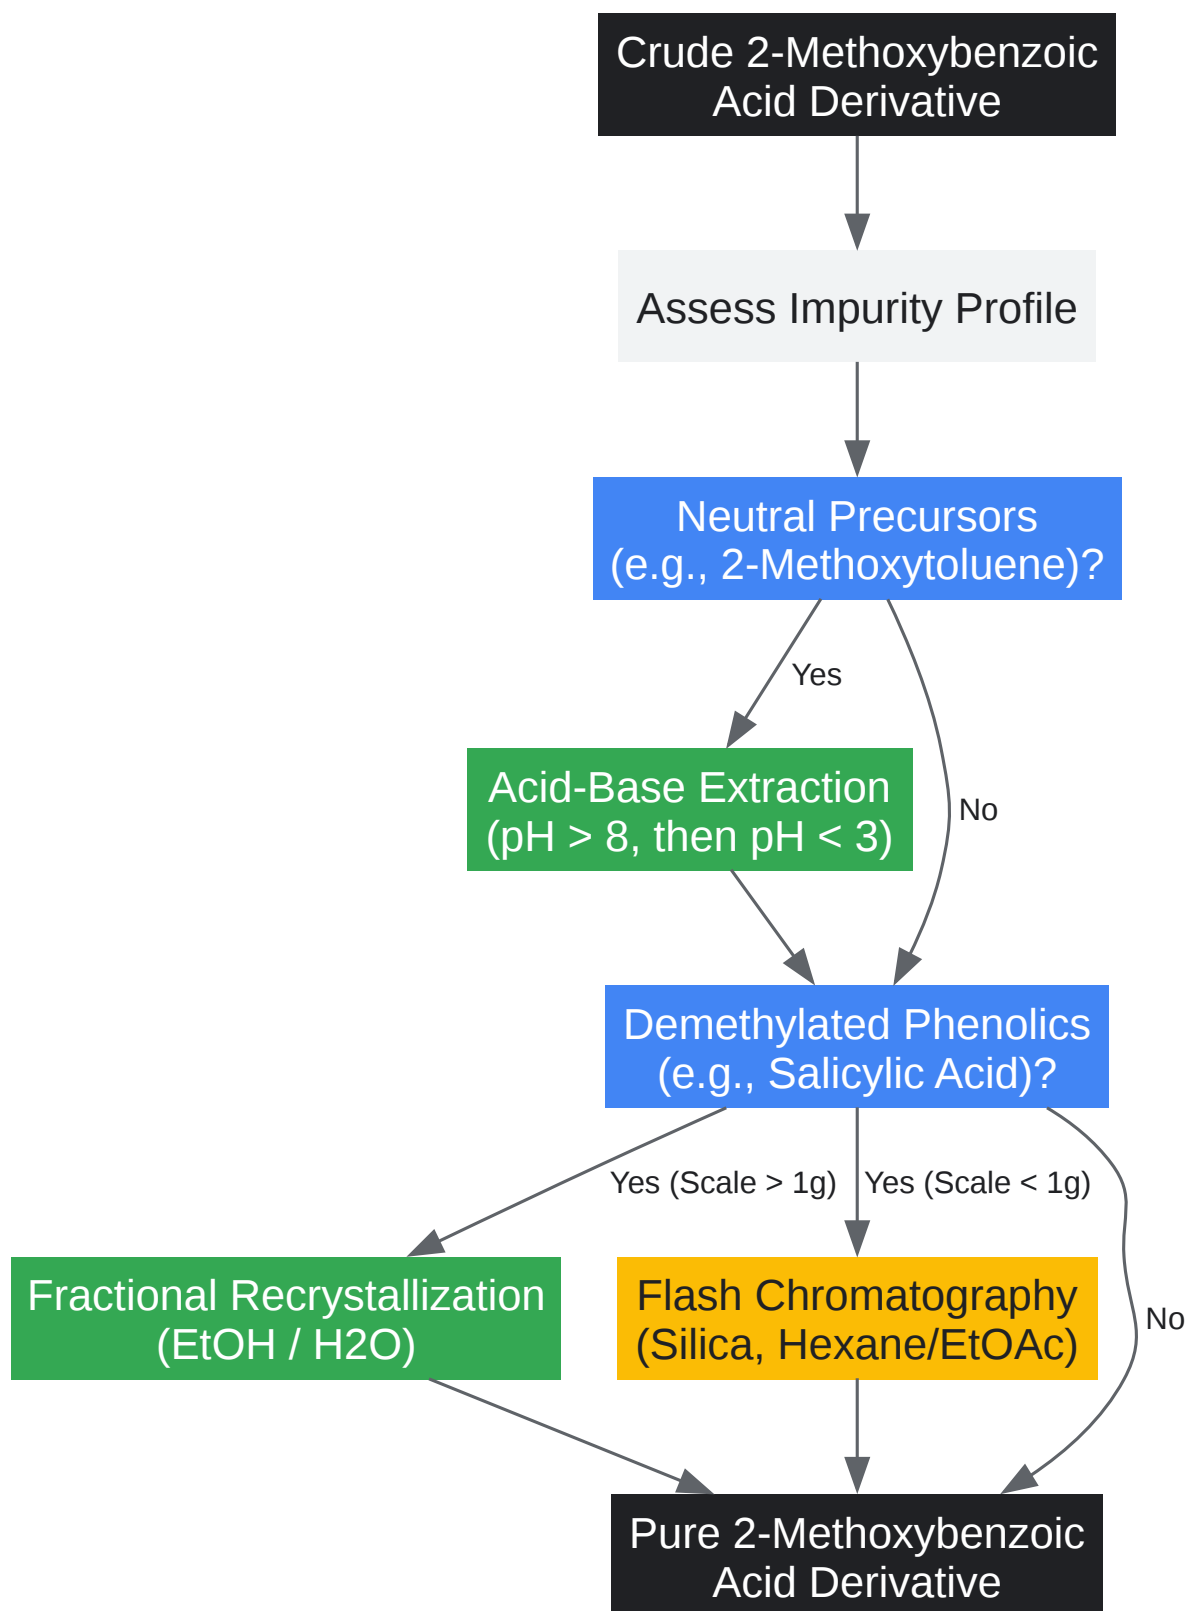 Crude 2-Methoxybenzoic
Acid Derivative
Assess Impurity Profile
Neutral Precursors
(e.g., 2-Methoxytoluene)?
Yes
Acid-Base Extraction
(pH > 8, then pH < 3)
No
Demethylated Phenolics
(e.g., Salicylic Acid)?
Yes (Scale > 1g)
Yes (Scale < 1g)
Fractional Recrystallization
(EtOH / H2O)
Flash Chromatography
(Silica, Hexane/EtOAc)
No
Pure 2-Methoxybenzoic
Acid Derivative